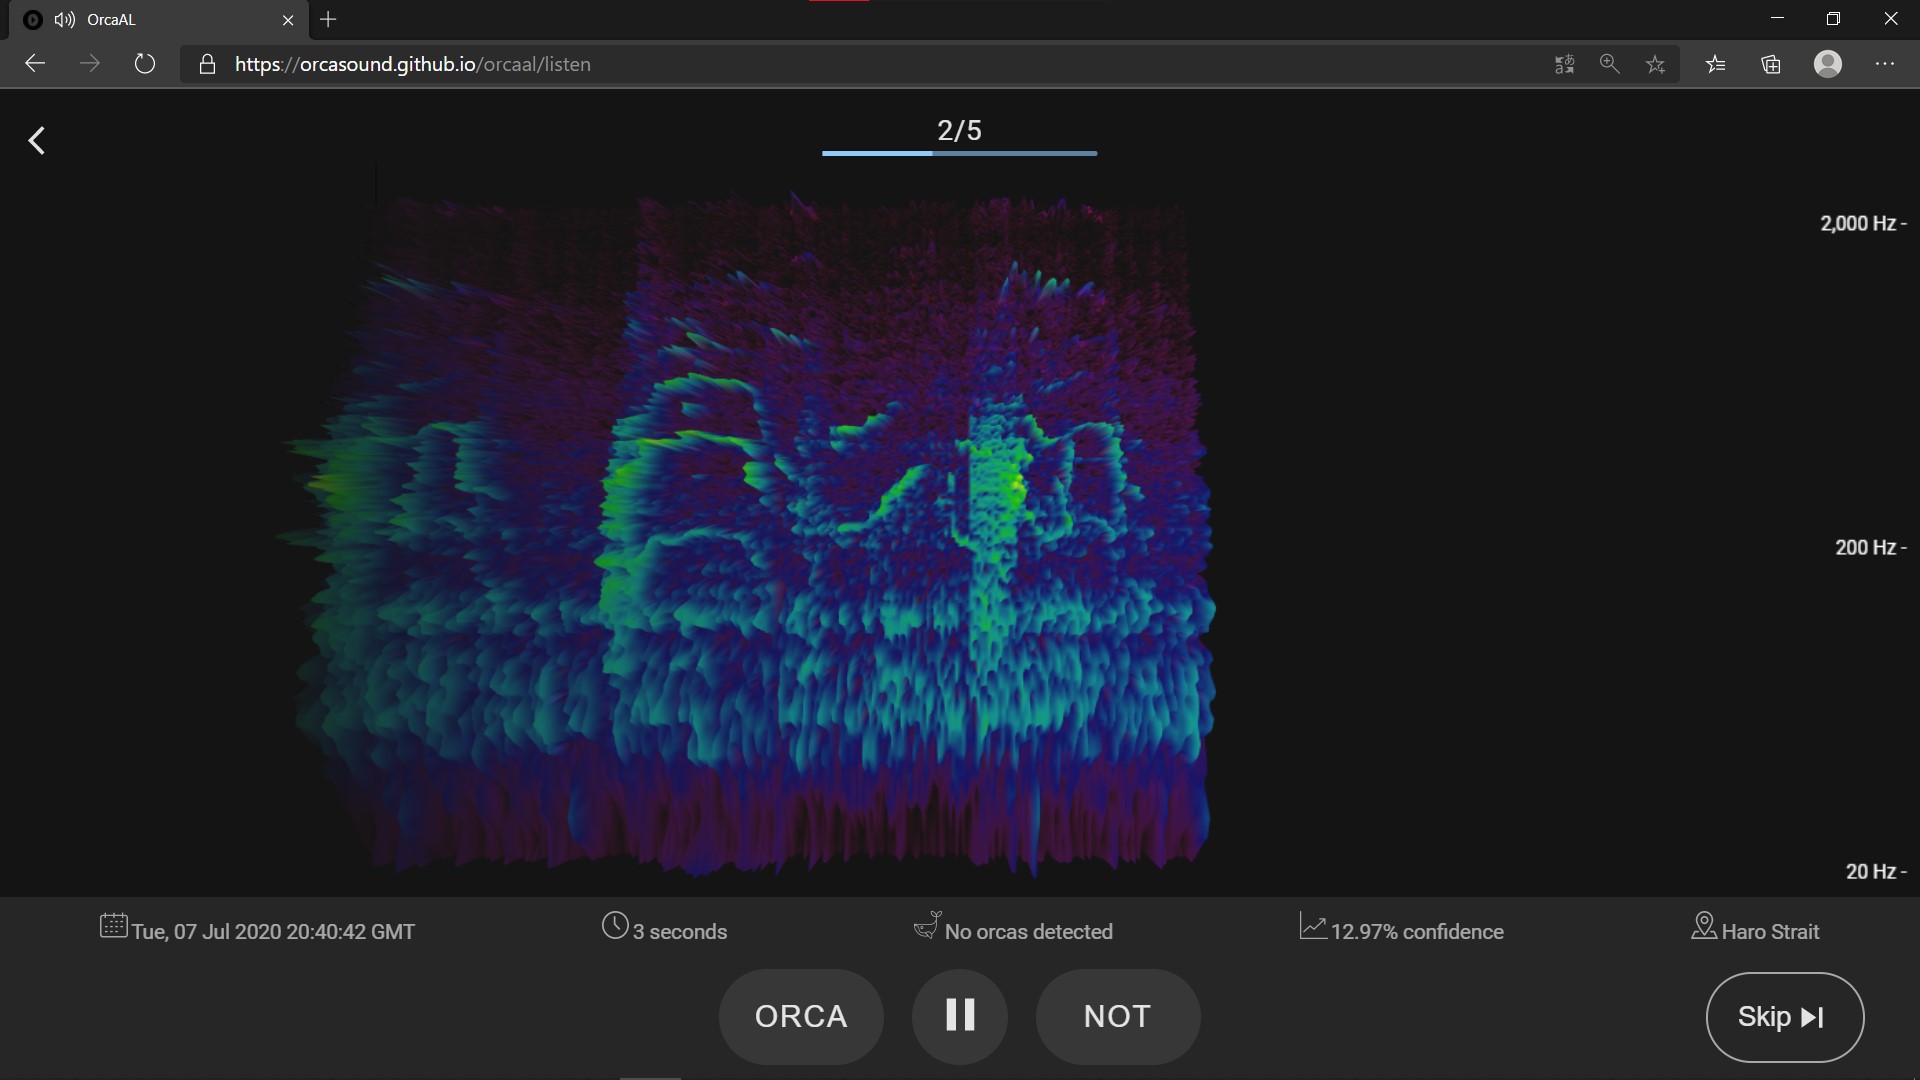 OrcaAL
https://orcasound.github.io/orcaal/listen
2/5
2,000 Hz -
200 Hz -
20 Hz -
Tue, 07 Jul 2020 20:40:42 GMT
3 seconds
No orcas detected
12.97% confidence
Haro Strait
ORCA
NOT
Skip